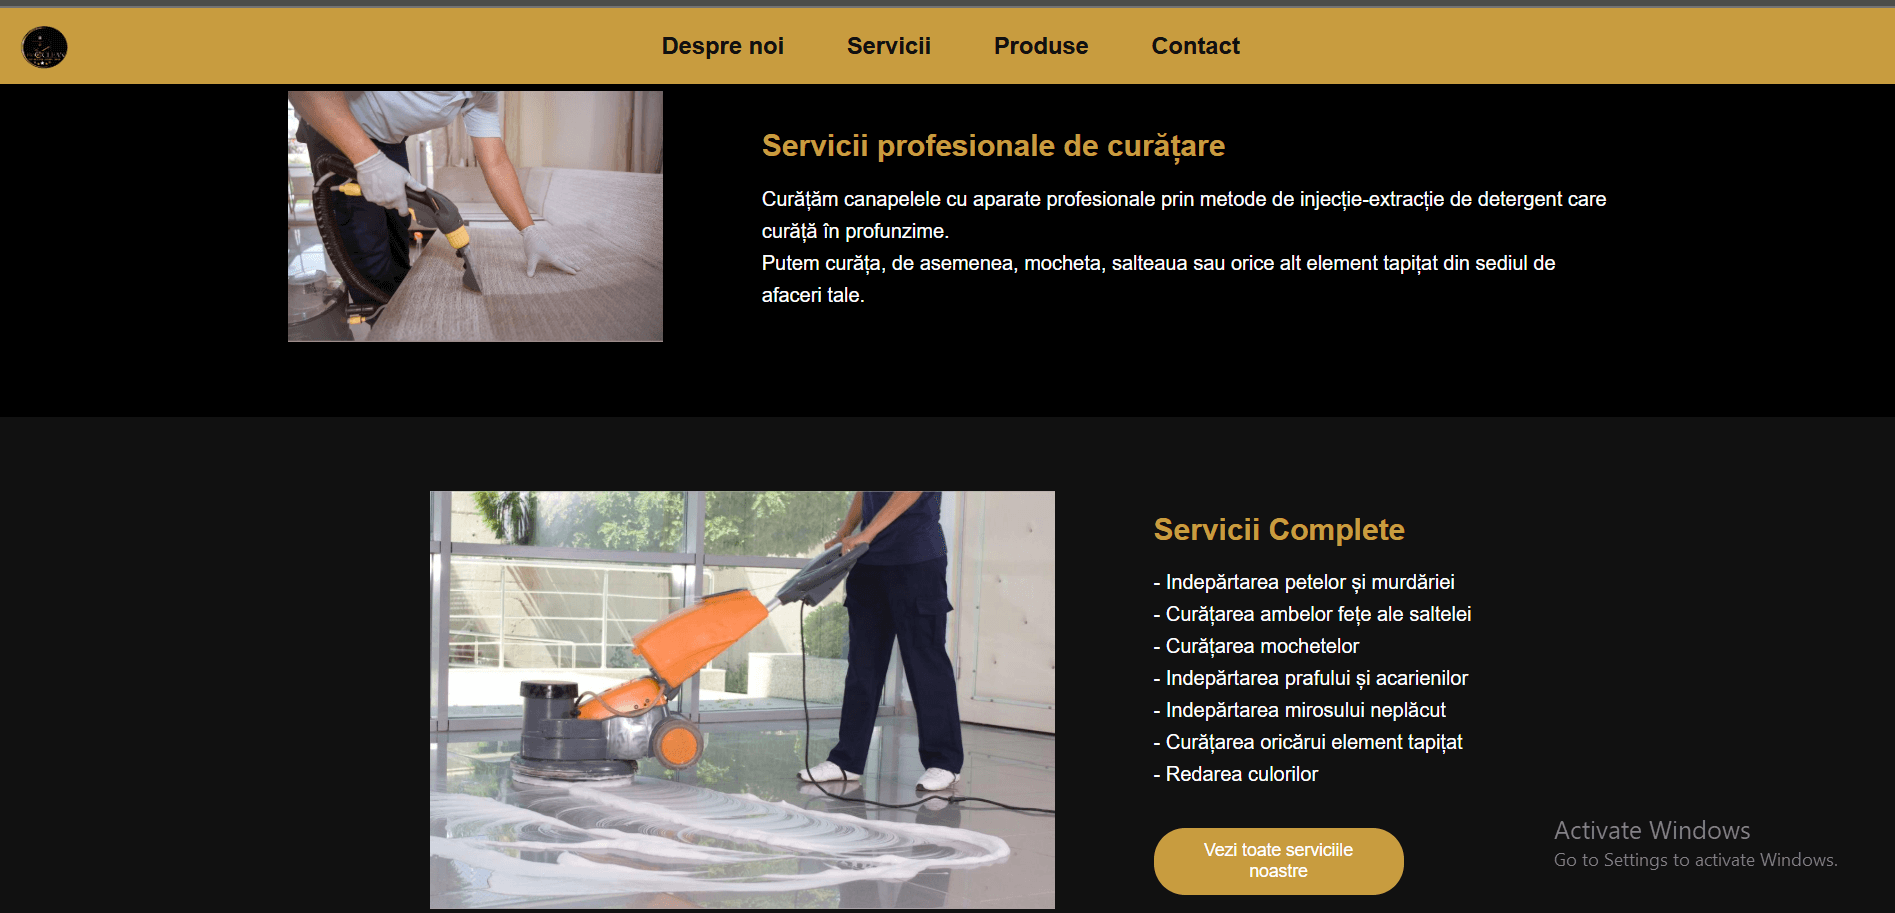 Despre noi Servicii Produse Contact
Servicii profesionale de curățare
Curățăm canapelele cu aparate profesionale prin metode de injecție-extracție de detergent care
curăță în profunzime.
Putem curăța, de asemenea, mocheta, salteaua sau orice alt element tapițat din sediul de
afaceri tale.
Servicii Complete
- Indepărtarea petelor și murdăriei
- Curățarea ambelor fețe ale saltelei
- Curățarea mochetelor
- Indepărtarea prafului și acarienilor
- Indepărtarea mirosului neplăcut
- Curățarea oricărui element tapițat
- Redarea culorilor
Vezi toate serviciile
noastre
Activate Windows
Go to Settings to activate Windows.